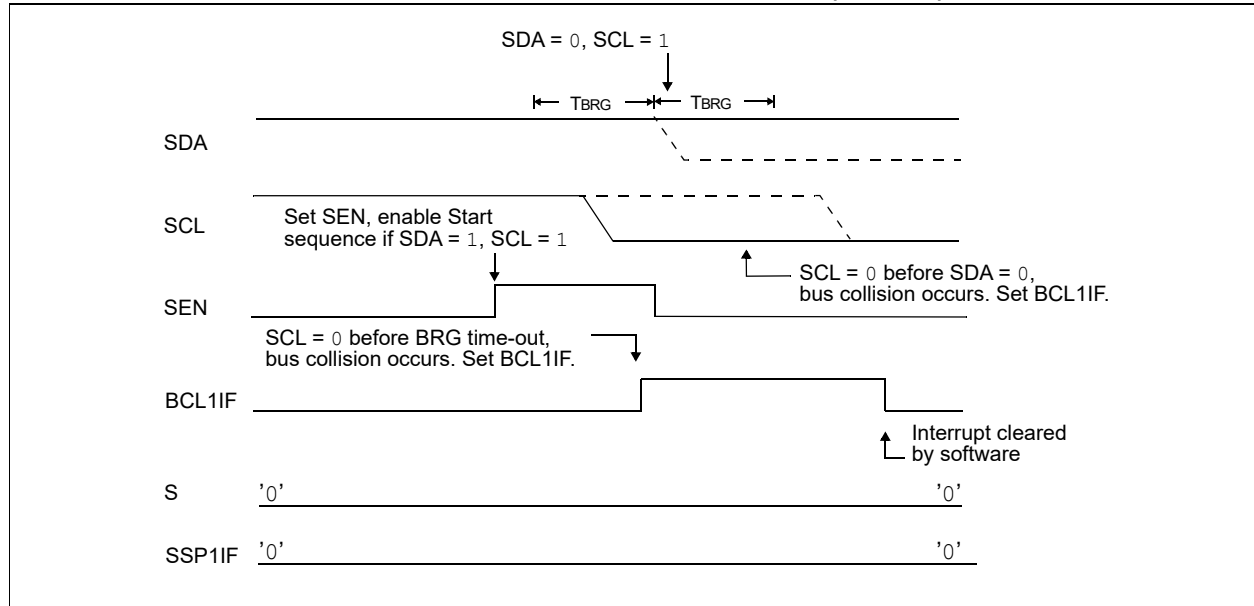 SDA = 0, SCL = 1
TBRG TBRG
SDA
SCL
Set SEN, enable Start
sequence if SDA = 1, SCL = 1
SCL = 0 before SDA = 0,
bus collision occurs. Set BCL1IF.
SEN
SCL = 0 before BRG time-out,
bus collision occurs. Set BCL1IF.
BCL1IF
Interrupt cleared
by software
S '0' '0'
SSP1IF '0' '0'